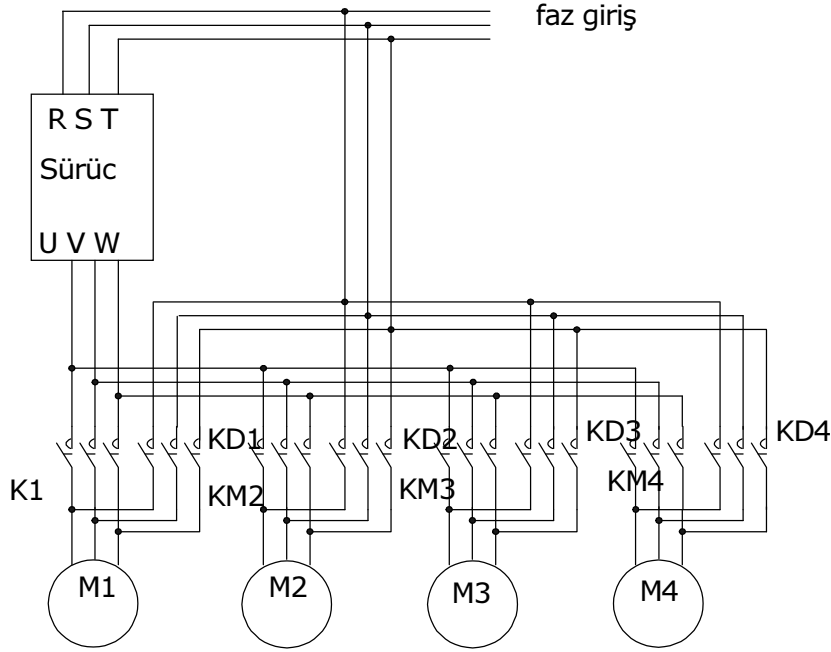 faz giriş
R S T
Sürüc
U V W
KD1
KD2
KD3
KD4
K1
KM2
KM3
KM4
M1
M2
M3
M4